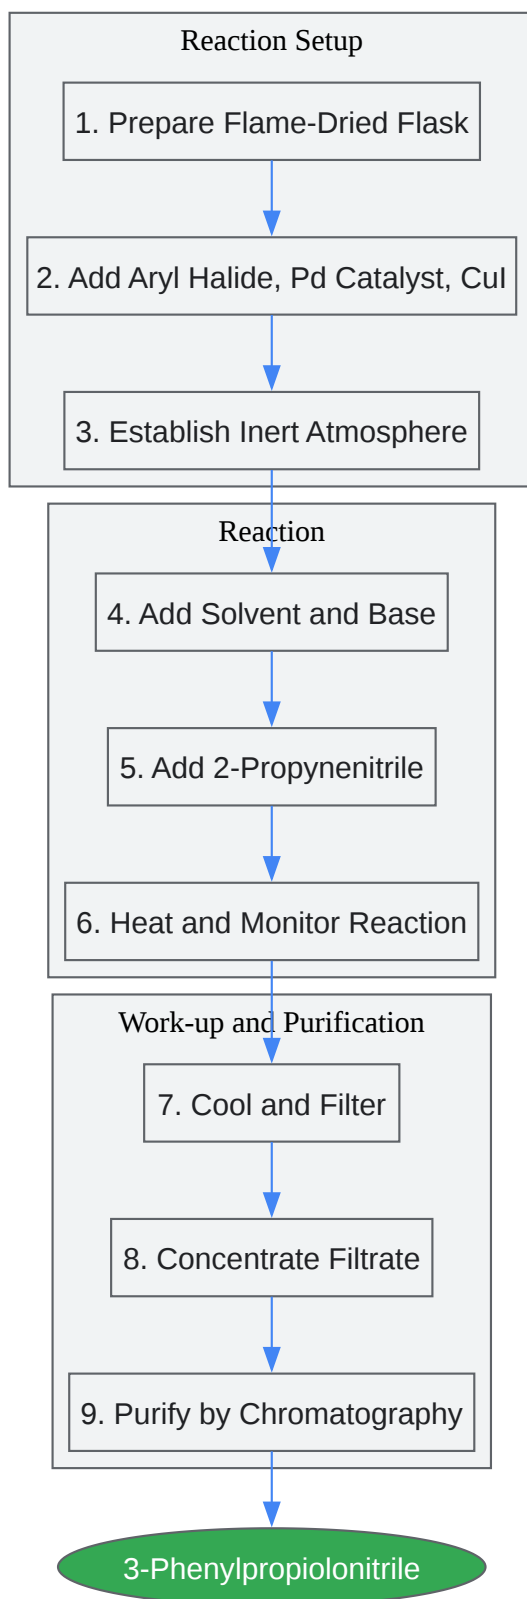 Reaction Setup
1. Prepare Flame-Dried Flask
2. Add Aryl Halide, Pd Catalyst, CuI
3. Establish Inert Atmosphere
Reaction
4. Add Solvent and Base
5. Add 2-Propynenitrile
6. Heat and Monitor Reaction
Work-up and Purification
7. Cool and Filter
8. Concentrate Filtrate
9. Purify by Chromatography
3-Phenylpropiolonitrile